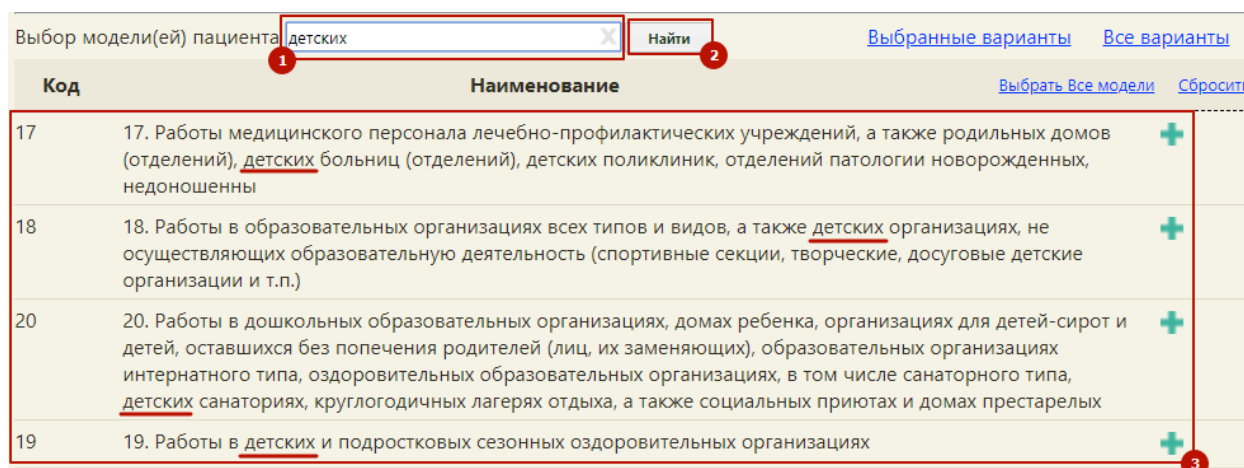 Выбор модели(ей) пациента детских X Найти Выбранные варианты Все варианты
1 2
Код Наименование Выбрать Все модели Сбросить
17 17. Работы медицинского персонала лечебно-профилактических учреждений, а также родильных домов
(отделений), детских больниц (отделений), детских поликлиник, отделений патологии новорожденных,
недоношенны
18 18. Работы в образовательных организациях всех типов и видов, а также детских организациях, не
осуществляющих образовательную деятельность (спортивные секции, творческие, досуговые детские
организации и т.п.)
20 20. Работы в дошкольных образовательных организациях, домах ребенка, организациях для детей-сирот и
детей, оставшихся без попечения родителей (лиц, их заменяющих), образовательных организациях
интернатного типа, оздоровительных образовательных организациях, в том числе санаторного типа,
детских санаториях, круглогодичных лагерях отдыха, а также социальных приютах и домах престарелых
19 19. Работы в детских и подростковых сезонных оздоровительных организациях
3